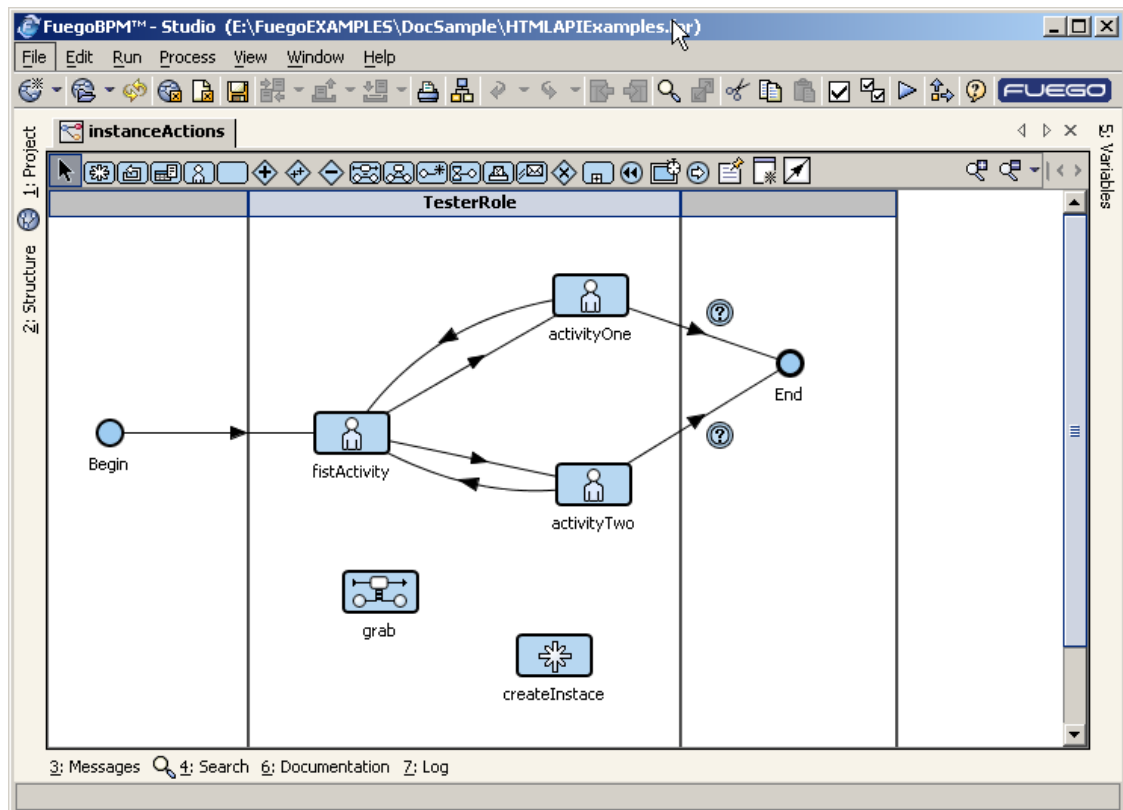 FuegoBPM™ - Studio (E:\FuegoEXAMPLES\DocSample\HTMLAPIExamples.
File Edit Run Process View Window Help
FUEGO
1: Project
2: Structure
instanceActions
5: Variables
TesterRole
activityOne
End
Begin
fistActivity
activityTwo
grab
createInstace
3: Messages 4: Search 6: Documentation 7: Log